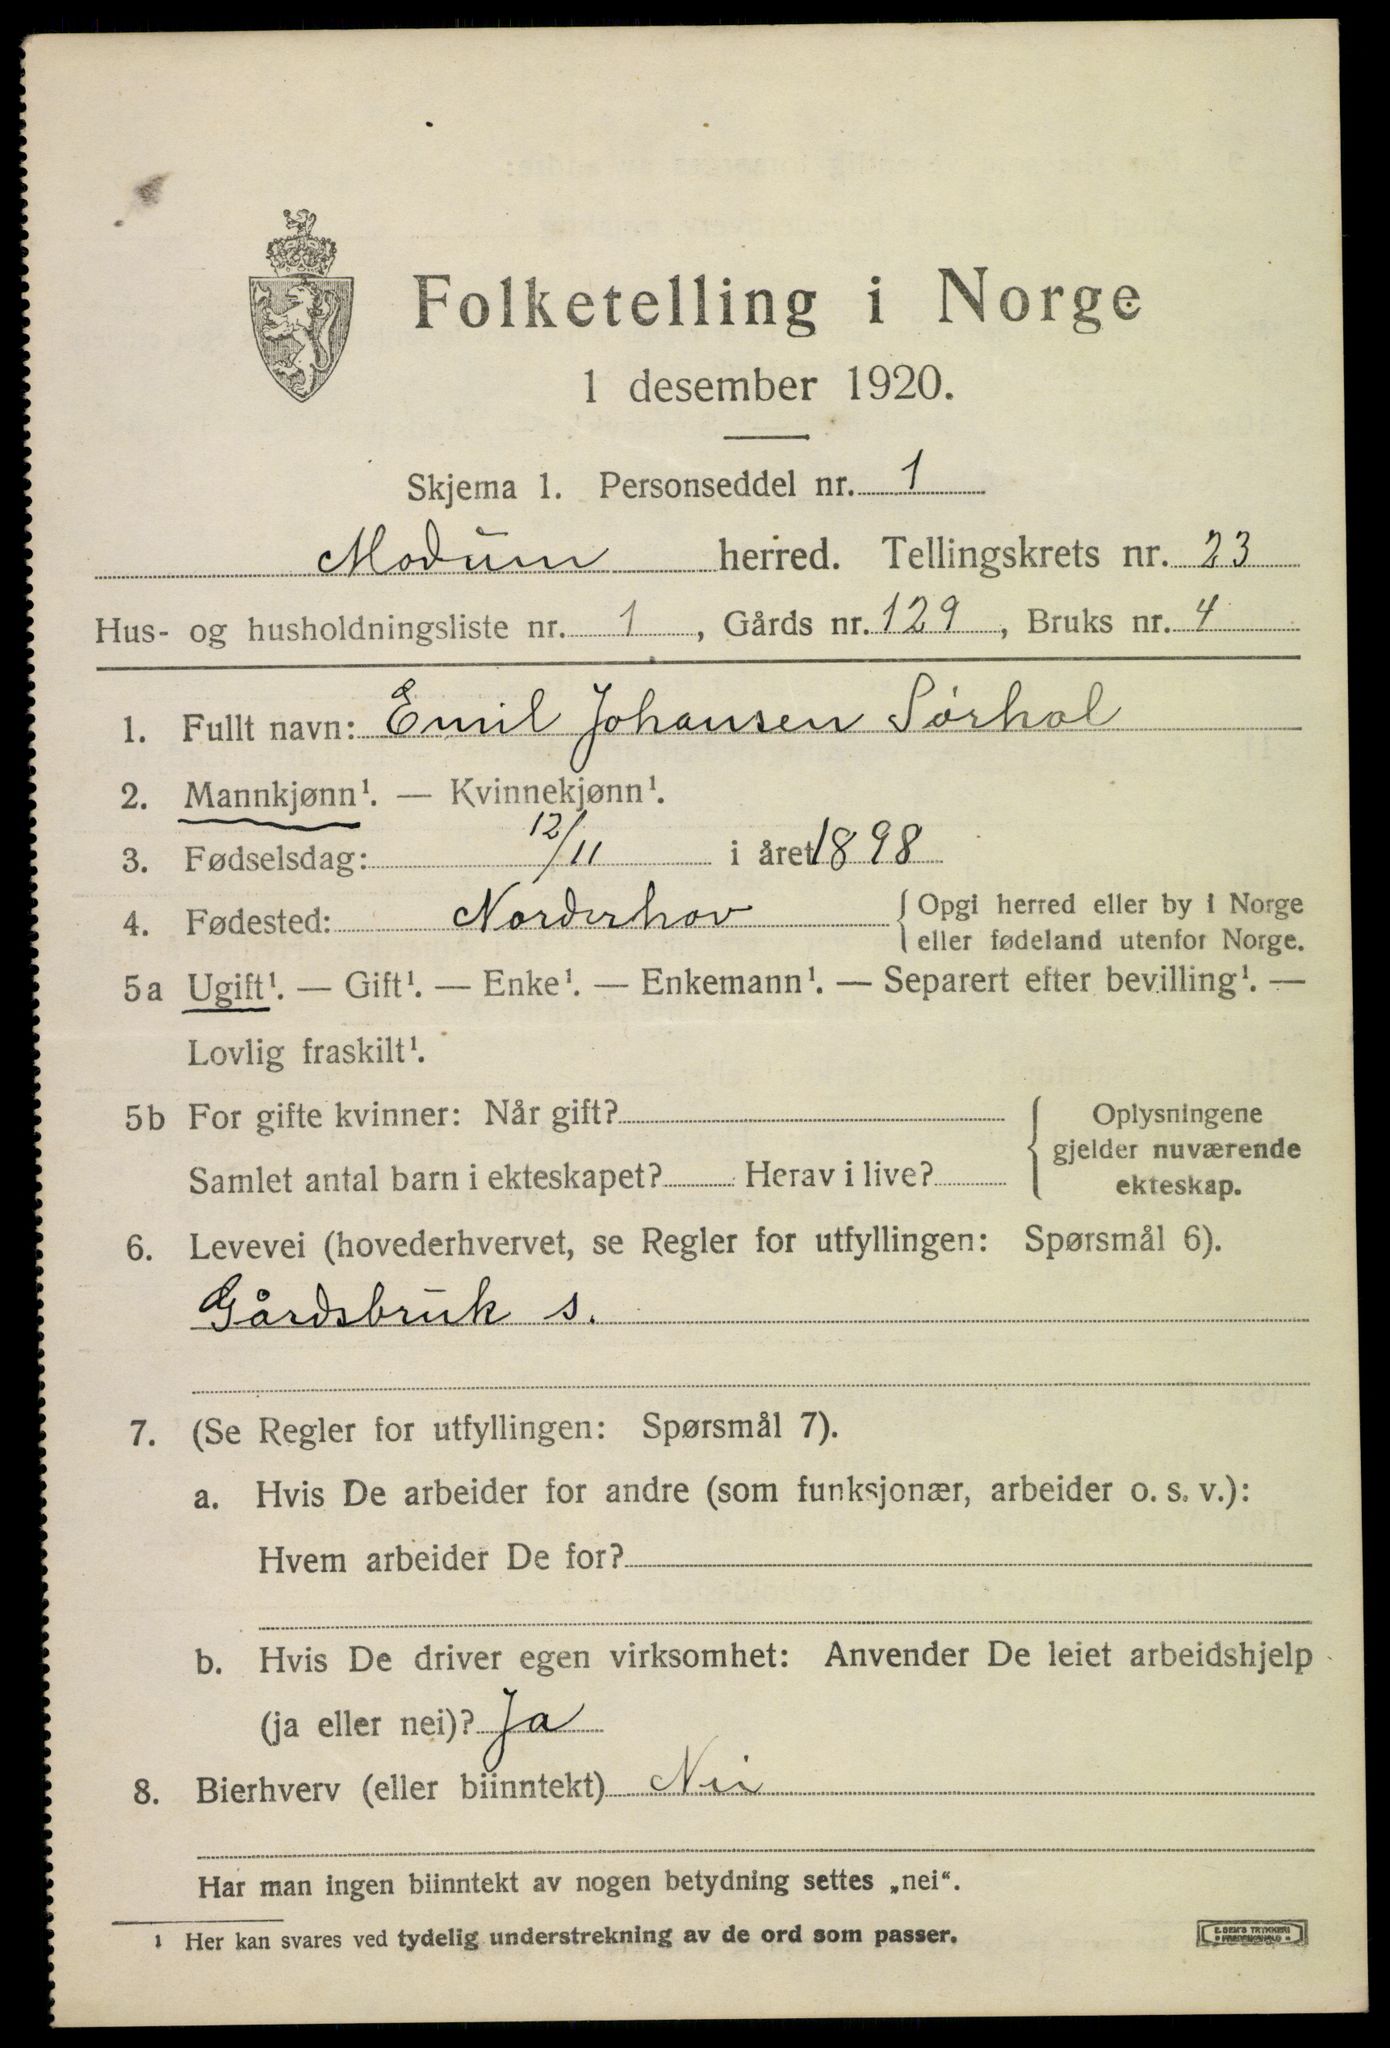 Folketelling i Norge
1 desember 1920.
Skjema 1. Personseddel nr. 1
Modum herred. Tellingskrets nr. 23
Hus- og husholdningsliste nr. 1, Gårds nr. 129, Bruks nr. 4
1. Fullt navn: Emil Johansen Sørhol
2. Mannkjønn¹. — Kvinnekjønn¹.
3. Fødselsdag: 12/11 i året 1898
4. Fødested: Norderhov { Opgi herred eller by i Norge
eller fødeland utenfor Norge.
5a Ugift¹. — Gift¹. — Enke¹. — Enkemann¹. — Separert efter bevilling¹. —
Lovlig fraskilt¹.
5b For gifte kvinner: Når gift?
Samlet antal barn i ekteskapet? Herav i live?
{ Oplysningene
gjelder nuværende
ekteskap.
6. Levevei (hovederhvervet, se Regler for utfyllingen: Spørsmål 6).
Gårdsbruk s.
7. (Se Regler for utfyllingen: Spørsmål 7).
a. Hvis De arbeider for andre (som funksjonær, arbeider o. s. v.):
Hvem arbeider De for?
b. Hvis De driver egen virksomhet: Anvender De leiet arbeidshjelp
(ja eller nei)? Ja
8. Bierhverv (eller biinntekt) Nei
Har man ingen biinntekt av nogen betydning settes „nei“.
¹ Her kan svares ved tydelig understrekning av de ord som passer.
E. SEM'S TRYKKERI
FREDRIKSHALD